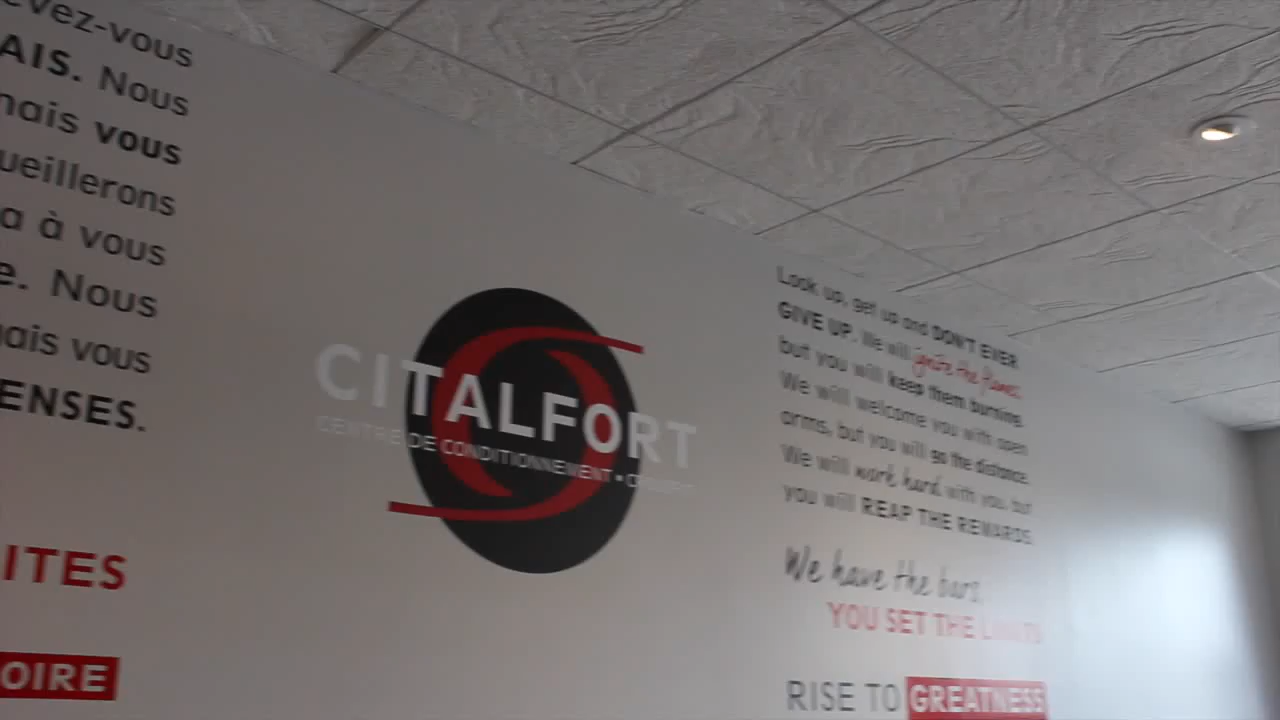 evez-vous
AIS. Nous
mais vous
ueillerons
a à vous
e. Nous
ais vous
ENSES.
ITES
OIRE
CITALFORT
CENTRE DE CONDITIONNEMENT •
Look up, get up and DON'T EVER
GIVE UP. We will ignite the flames,
but you will keep them burning.
We will welcome you with open
arms, but you will go the distance.
We will work hard with you, but
you will REAP THE REWARDS.
We have the bars,
YOU SET THE LIMITS
RISE TO GREATNESS